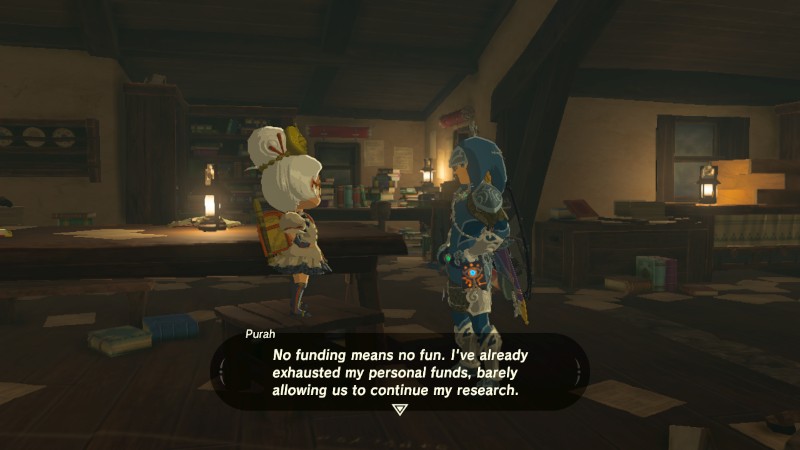 Purah
No funding means no fun. I've already
exhausted my personal funds, barely
allowing us to continue my research.